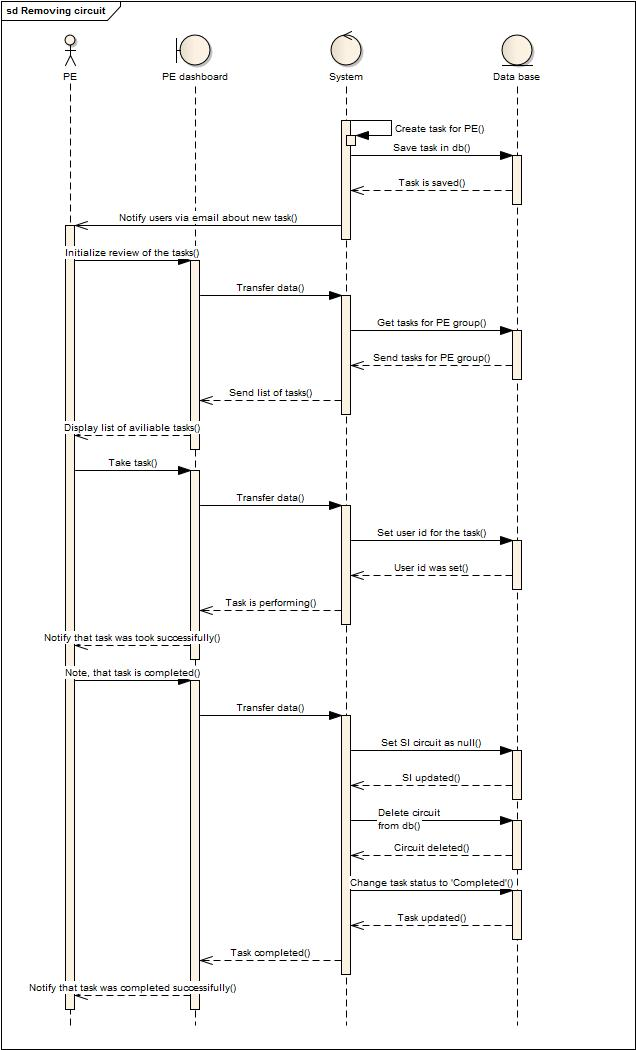 sd Removing circuit
PE
PE dashboard
System
Data base
Create task for PE()
Save task in db()
Task is saved()
Notify users via email about new task()
Initialize review of the tasks()
Transfer data()
Get tasks for PE group()
Send tasks for PE group()
Send list of tasks()
Display list of aviliable tasks()
Take task()
Transfer data()
Set user id for the task()
User id was set()
Task is performing()
Notify that task was took successfully()
Note, that task is completed()
Transfer data()
Set SI circuit as null()
SI updated()
Delete circuit
from db()
Circuit deleted()
Change task status to 'Completed'()
Task updated()
Task completed()
Notify that task was completed successfully()